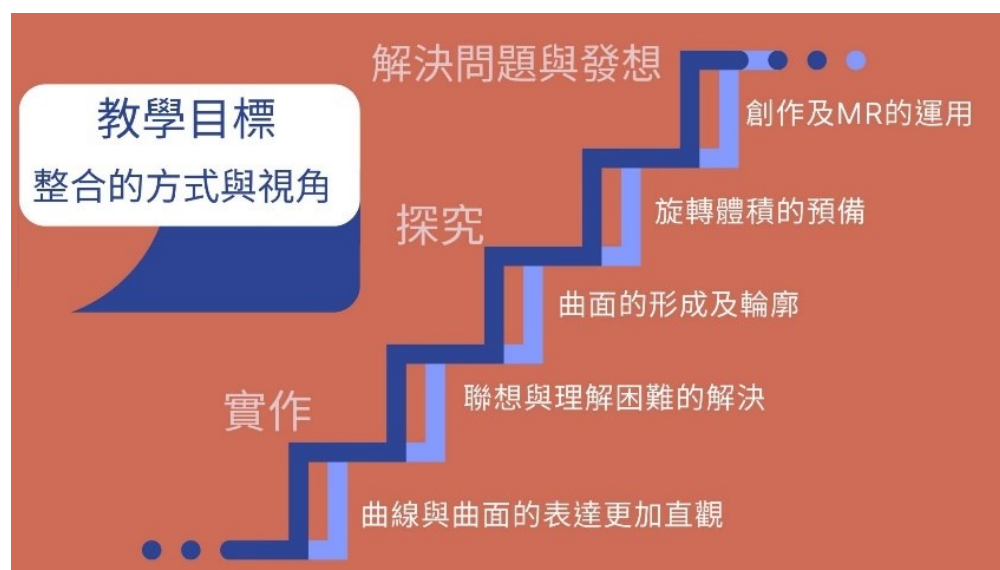 教學目標
整合的方式與視角
解決問題與發想
創作及MR的運用
旋轉體積的預備
探究
曲面的形成及輪廓
聯想與理解困難的解決
實作
曲線與曲面的表達更加直觀